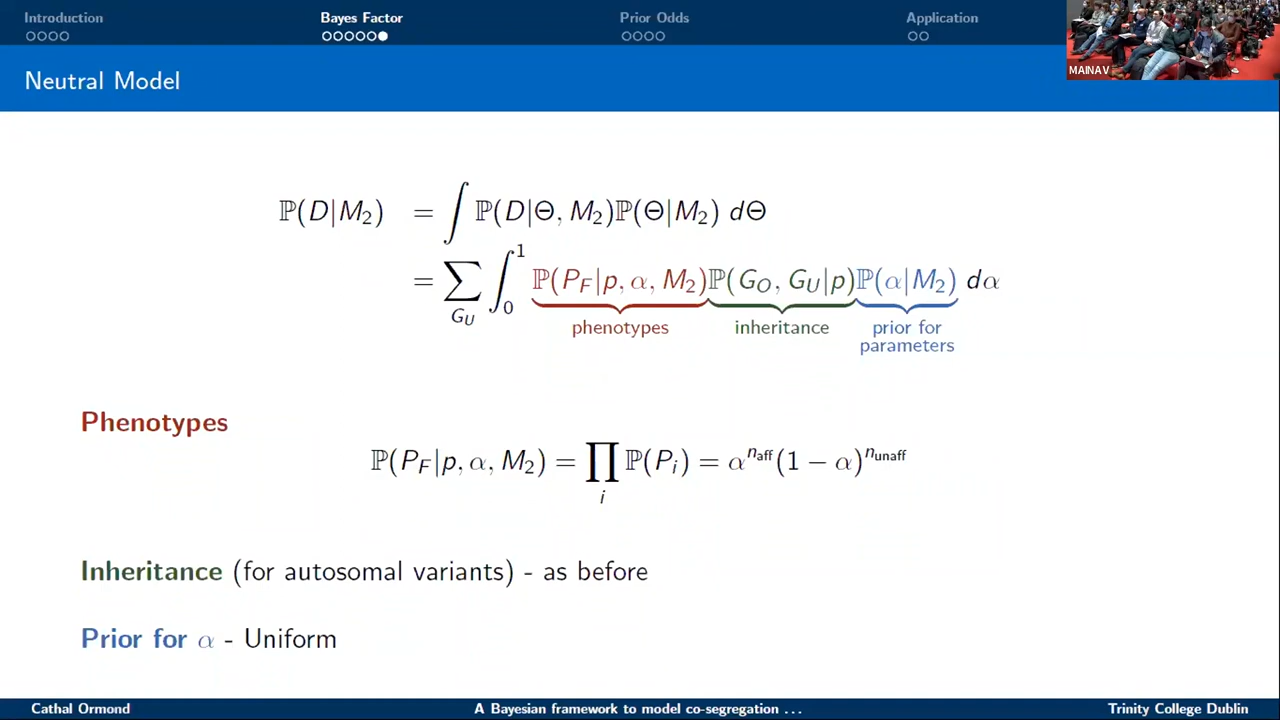 Introduction
Bayes Factor
Prior Odds
Application
MAINAV
Neutral Model
ℙ(D|M₂) = ∫ ℙ(D|Θ, M₂)ℙ(Θ|M₂) dΘ
= ∑_{G_U} ∫₀¹ ℙ(P_F|p, α, M₂)ℙ(G_O, G_U|p)ℙ(α|M₂) dα
phenotypes inheritance prior for
parameters
Phenotypes
ℙ(P_F|p, α, M₂) = ∏_i ℙ(P_i) = α^{n_aff}(1 − α)^{n_unaff}
Inheritance (for autosomal variants) - as before
Prior for α - Uniform
Cathal Ormond
A Bayesian framework to model co-segregation ...
Trinity College Dublin